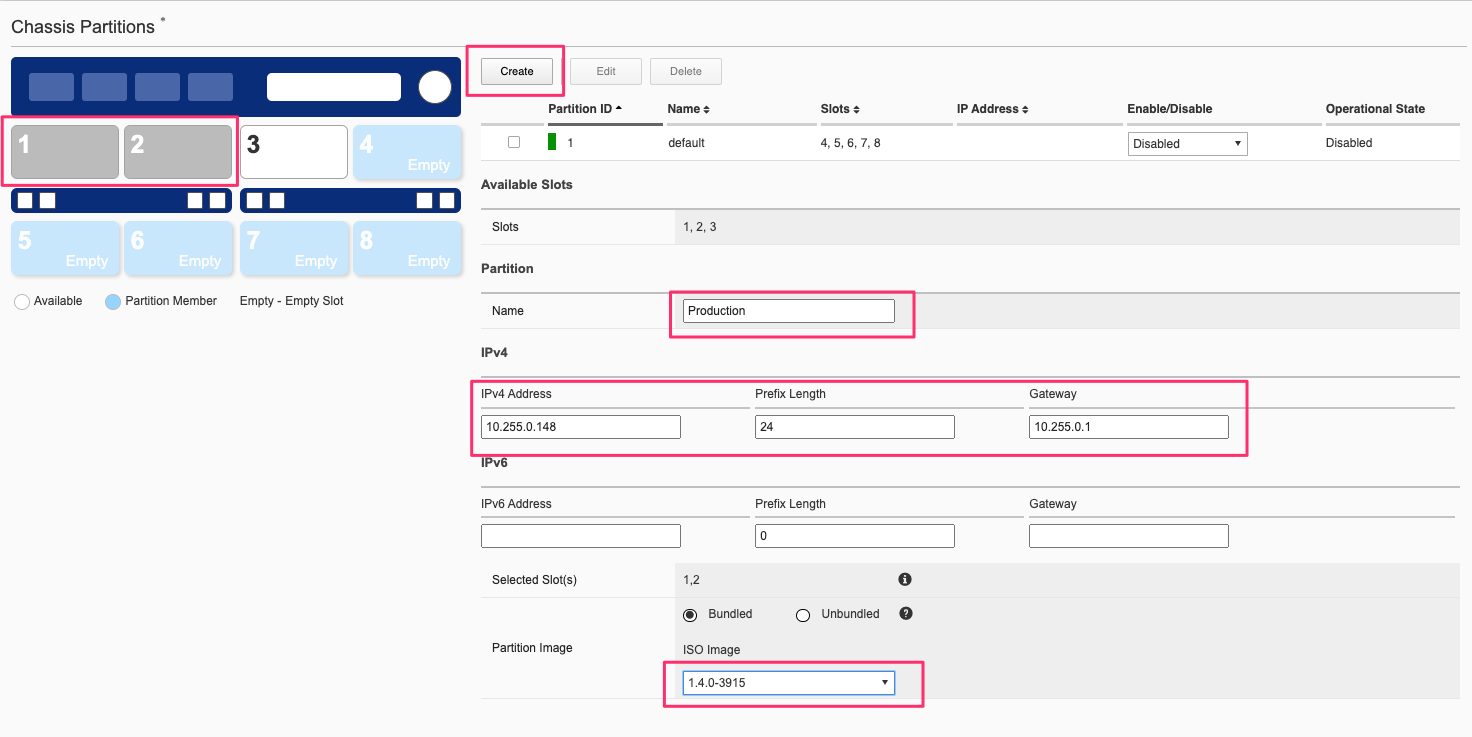 Chassis Partitions *
1
2
3
4
Empty
5
Empty
6
Empty
7
Empty
8
Empty
Available
Partition Member
Empty - Empty Slot
Create
Edit
Delete
Partition ID
Name
Slots
IP Address
Enable/Disable
Operational State
1
default
4, 5, 6, 7, 8
Disabled
Disabled
Available Slots
Slots
1, 2, 3
Partition
Name
Production
IPv4
IPv4 Address
Prefix Length
Gateway
10.255.0.148
24
10.255.0.1
IPv6
IPv6 Address
Prefix Length
Gateway
0
Selected Slot(s)
1,2
Bundled
Unbundled
Partition Image
ISO Image
1.4.0-3915